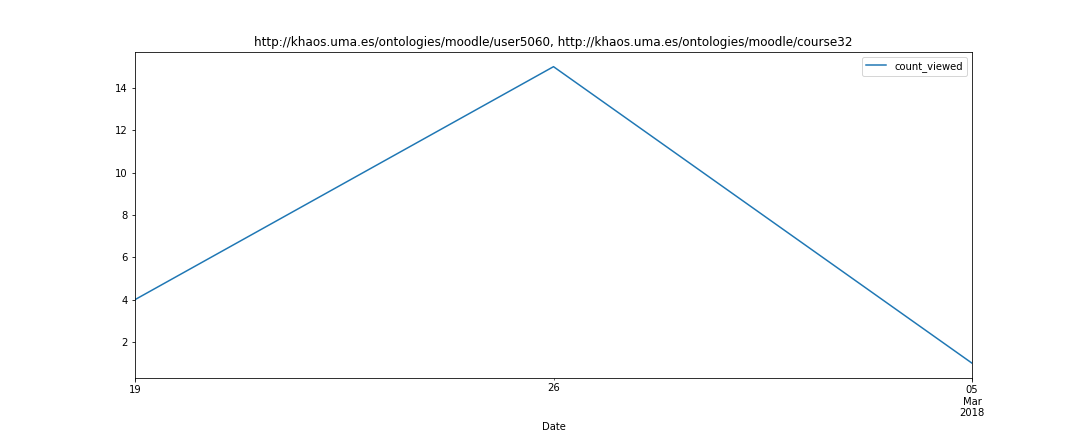 http://khaos.uma.es/ontologies/moodle/user5060, http://khaos.uma.es/ontologies/moodle/course32
count_viewed
14
12
10
8
6
4
2
19 26 05
Mar
2018
Date